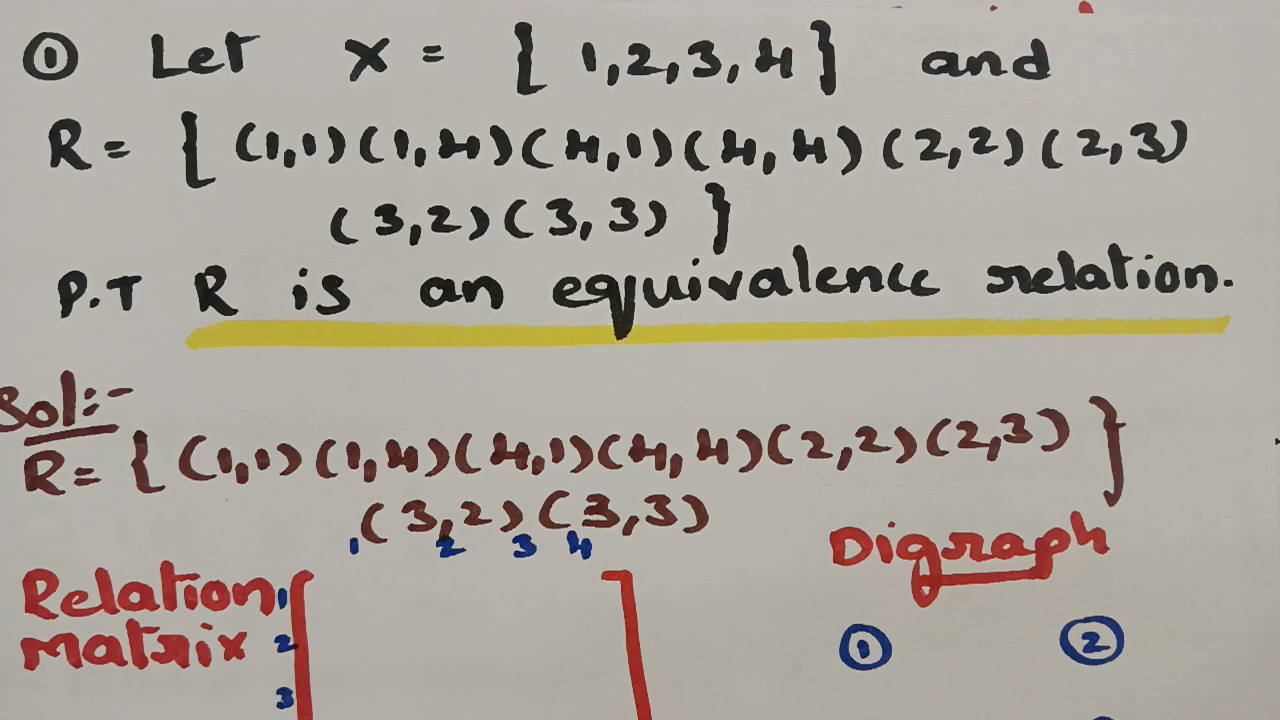 ① Let X = { 1,2,3,4 } and
R = { (1,1) (1,4) (4,1) (4,4) (2,2) (2,3)
(3,2) (3,3) }
P.T R is an equivalence relation.
Sol:-
R = { (1,1) (1,4) (4,1) (4,4) (2,2) (2,3) }
(3,2) (3,3)
1 2 3 4
Digraph
Relation 1
matrix 2
3
① ②